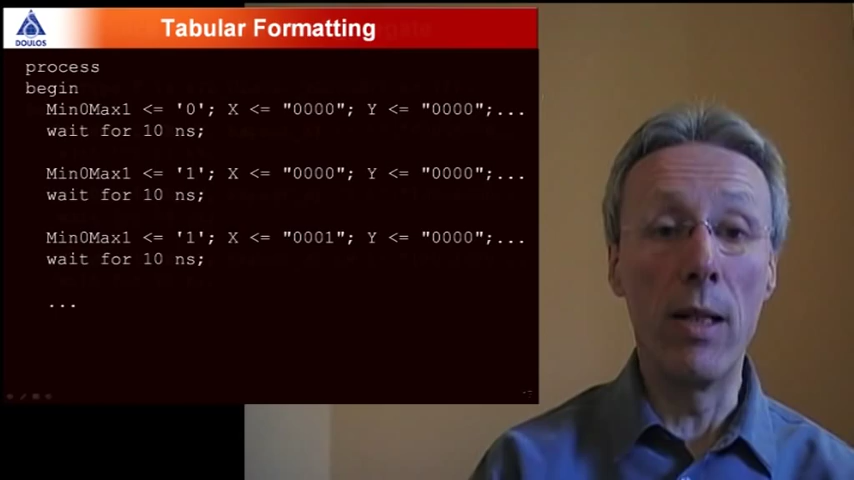 DOULOS
Tabular Formatting
process
begin
Min0Max1 <= '0'; X <= "0000"; Y <= "0000";...
wait for 10 ns;
Min0Max1 <= '1'; X <= "0000"; Y <= "0000";...
wait for 10 ns;
Min0Max1 <= '1'; X <= "0001"; Y <= "0000";...
wait for 10 ns;
...